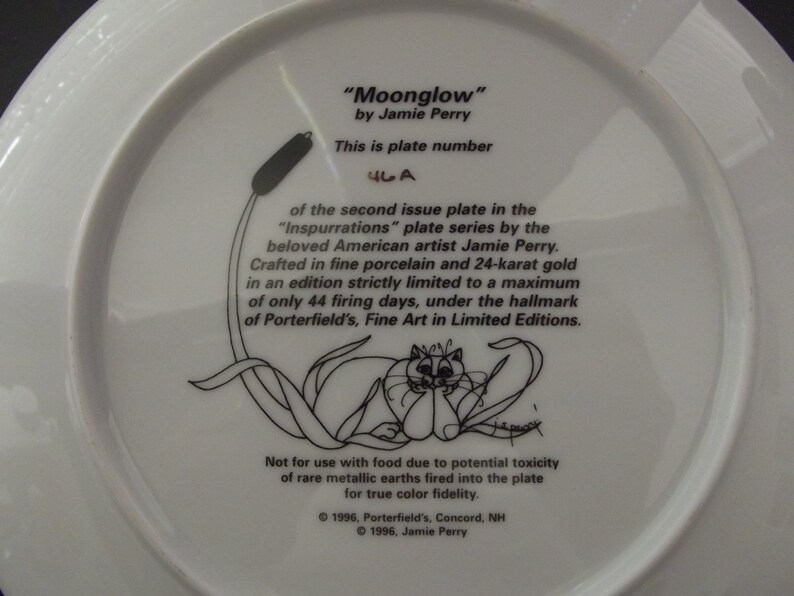 "Moonglow"
by Jamie Perry
This is plate number
46A
of the second issue plate in the
"Inspurrations" plate series by the
beloved American artist Jamie Perry.
Crafted in fine porcelain and 24-karat gold
in an edition strictly limited to a maximum
of only 44 firing days, under the hallmark
of Porterfield's, Fine Art in Limited Editions.
Not for use with food due to potential toxicity
of rare metallic earths fired into the plate
for true color fidelity.
© 1996, Porterfield's, Concord, NH
© 1996, Jamie Perry